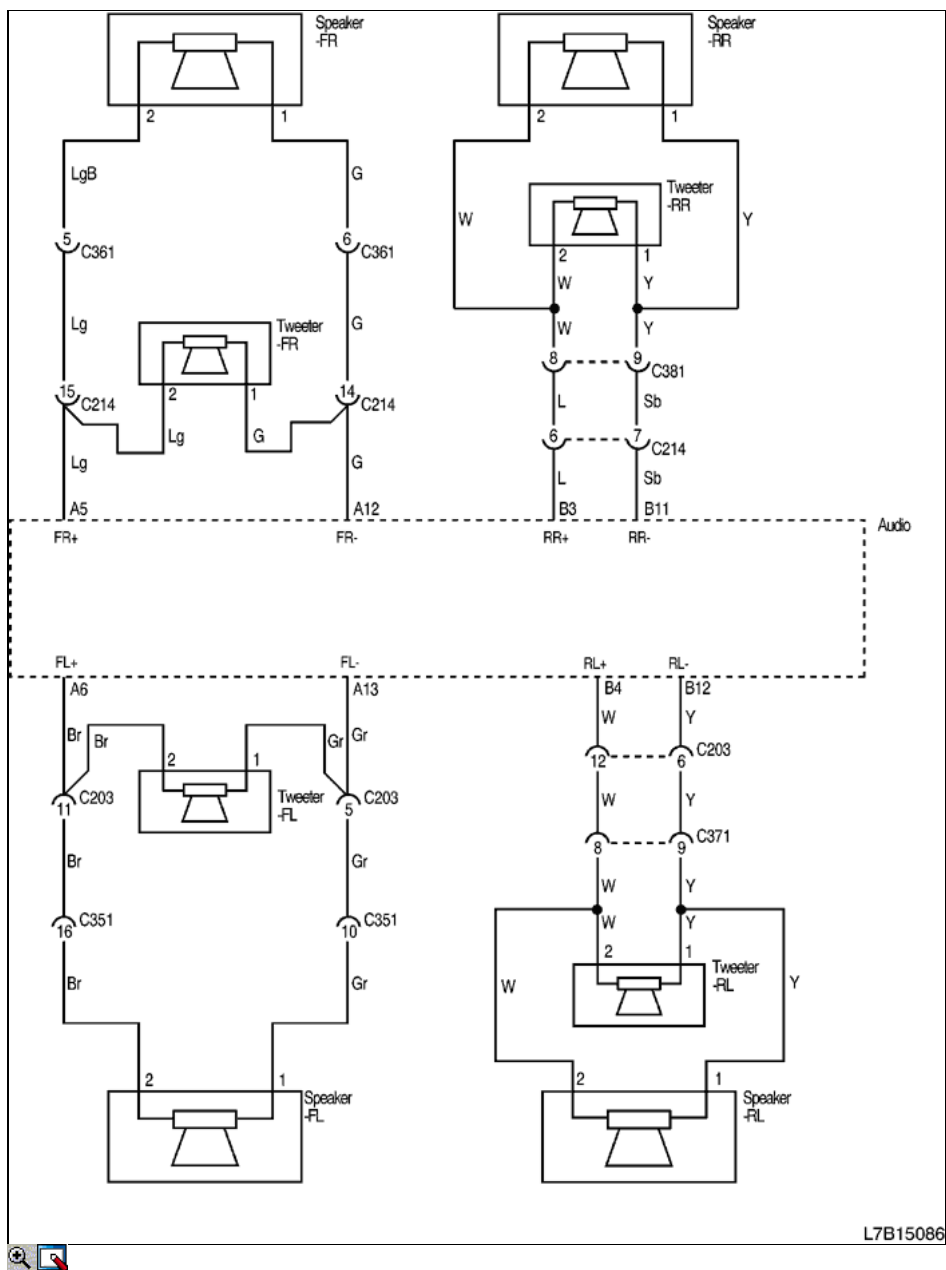 Speaker
-FR
Speaker
-RR
2 1
2 1
LgB G
Tweeter
-RR
W Y
5 C361
6 C361
2 1
W Y
Lg G
Tweeter
-FR
W Y
8 9 C381
15 C214
2 1
14 C214
L Sb
Lg G
6 7 C214
Lg G
L Sb
A5 A12 B3 B11
Audio
FR+ FR- RR+ RR-
FL+ FL- RL+ RL-
A6 A13 B4 B12
Br Br Gr Gr
W Y
2 1
12 6 C203
11 C203
Tweeter
-FL
5 C203
W Y
8 9 C371
Br Gr
W Y
16 C351
10 C351
W Y
2 1
Tweeter
-RL
Br Gr
W Y
2 1
Speaker
-FL
2 1
Speaker
-RL
L7B15086